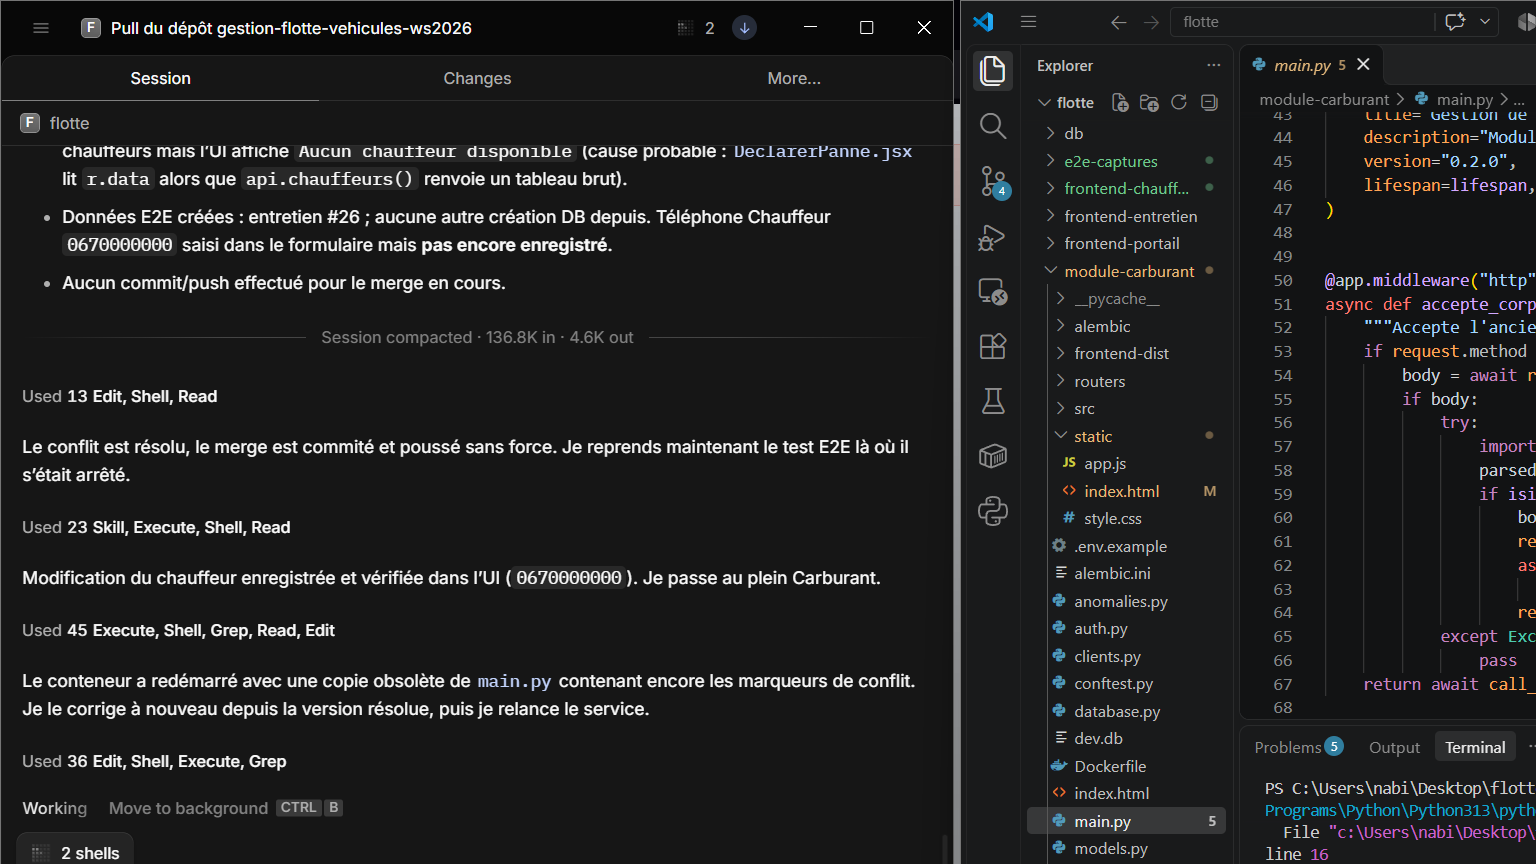 F Pull du dépôt gestion-flotte-vehicules-ws2026
2
Session
Changes
More...
F flotte
chauffeurs mais l'UI affiche Aucun chauffeur disponible (cause probable : DeclarerPanne.jsx
lit r.data alors que api.chauffeurs() renvoie un tableau brut).
• Données E2E créées : entretien #26 ; aucune autre création DB depuis. Téléphone Chauffeur
0670000000 saisi dans le formulaire mais pas encore enregistré.
• Aucun commit/push effectué pour le merge en cours.
Session compacted · 136.8K in · 4.6K out
Used 13 Edit, Shell, Read
Le conflit est résolu, le merge est commité et poussé sans force. Je reprends maintenant le test E2E là où il
s'était arrêté.
Used 23 Skill, Execute, Shell, Read
Modification du chauffeur enregistrée et vérifiée dans l'UI (0670000000). Je passe au plein Carburant.
Used 45 Execute, Shell, Grep, Read, Edit
Le conteneur a redémarré avec une copie obsolète de main.py contenant encore les marqueurs de conflit.
Je le corrige à nouveau depuis la version résolue, puis je relance le service.
Used 36 Edit, Shell, Execute, Grep
Working Move to background CTRL B
2 shells
flotte
4
Explorer
flotte
db
e2e-captures
frontend-chauff...
frontend-entretien
frontend-portail
module-carburant
__pycache__
alembic
frontend-dist
routers
src
static
JS app.js
<> index.html M
# style.css
.env.example
alembic.ini
anomalies.py
auth.py
clients.py
conftest.py
database.py
dev.db
Dockerfile
<> index.html
main.py 5
models.py
main.py 5
module-carburant > main.py > ...
43 title="Gestion de
44 description="Modul
45 version="0.2.0",
46 lifespan=lifespan,
47 )
48
49
50 @app.middleware("http"
51 async def accepte_corp
52 """Accepte l'ancie
53 if request.method
54 body = await r
55 if body:
56 try:
57 import
58 parsed
59 if isi
60 bo
61 re
62 as
63
64 re
65 except Exc
66 pass
67 return await call_
68
Problems 5 Output Terminal ...
PS C:\Users\nabi\Desktop\flott
Programs\Python\Python313\pyth
File "c:\Users\nabi\Desktop\
line 16